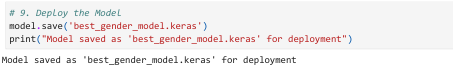 # 9. Deploy the Model
model.save('best_gender_model.keras')
print("Model saved as 'best_gender_model.keras' for deployment")
Model saved as 'best_gender_model.keras' for deployment